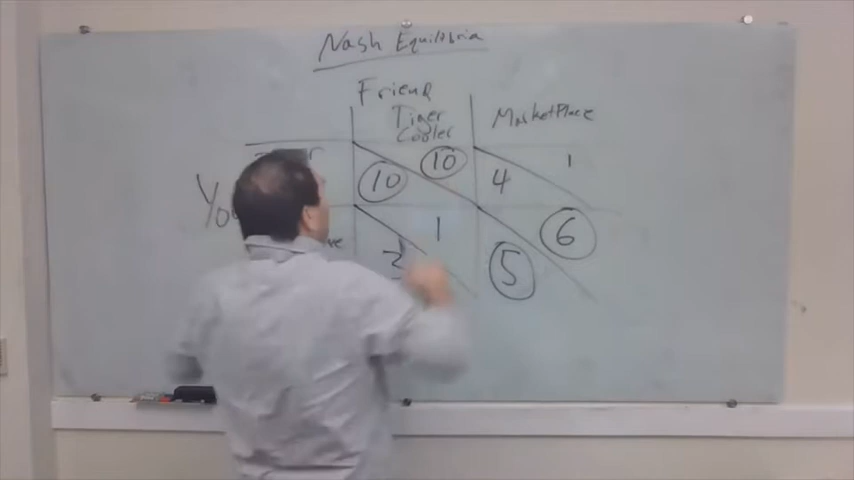 Nash Equilibria
Friend
Tiger
Cooler
MarketPlace
10 10 4 1
1 6
5